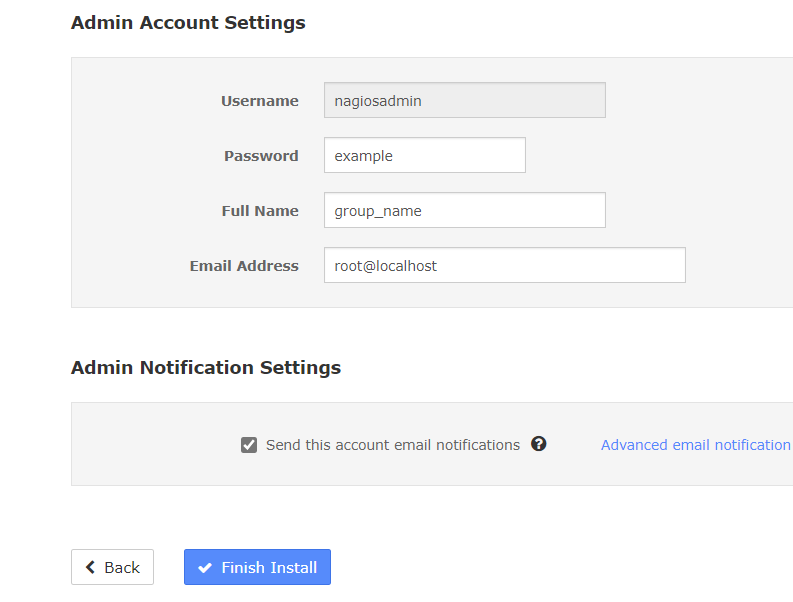 Admin Account Settings
Username nagiosadmin
Password example
Full Name group_name
Email Address root@localhost
Admin Notification Settings
Send this account email notifications ? Advanced email notification
Back Finish Install